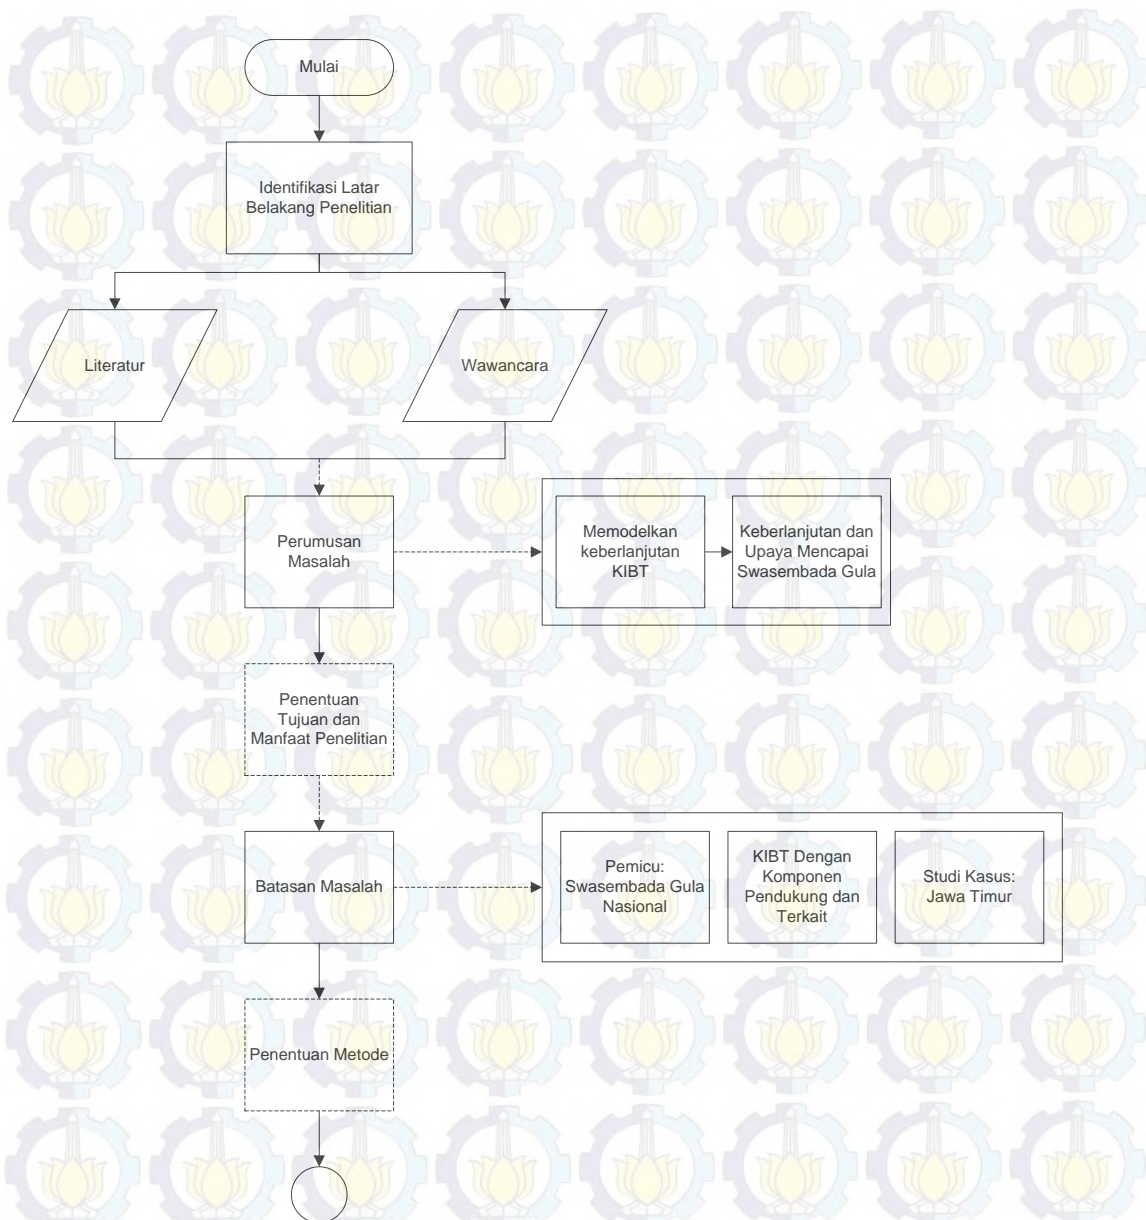 Mulai
Identifikasi Latar
Belakang Penelitian
Literatur
Wawancara
Perumusan
Masalah
Memodelkan
keberlanjutan
KIBT
Keberlanjutan dan
Upaya Mencapai
Swasembada Gula
Penentuan
Tujuan dan
Manfaat Penelitian
Batasan Masalah
Pemicu:
Swasembada Gula
Nasional
KIBT Dengan
Komponen
Pendukung dan
Terkait
Studi Kasus:
Jawa Timur
Penentuan Metode